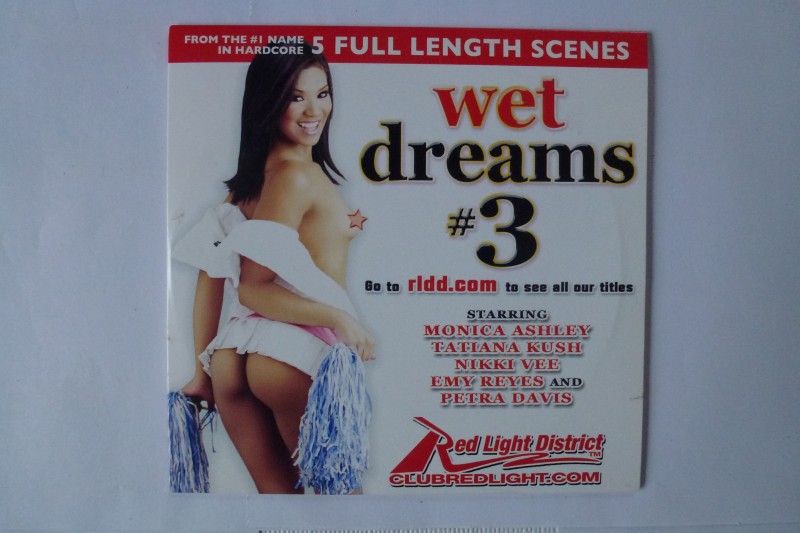 FROM THE #1 NAME
IN HARDCORE
5 FULL LENGTH SCENES
wet
dreams
#3
Go to rldd.com to see all our titles
STARRING
MONICA ASHLEY
TATIANA KUSH
NIKKI VEE
EMY REYES AND
PETRA DAVIS
Red Light District TM
CLUBREDLIGHT.COM